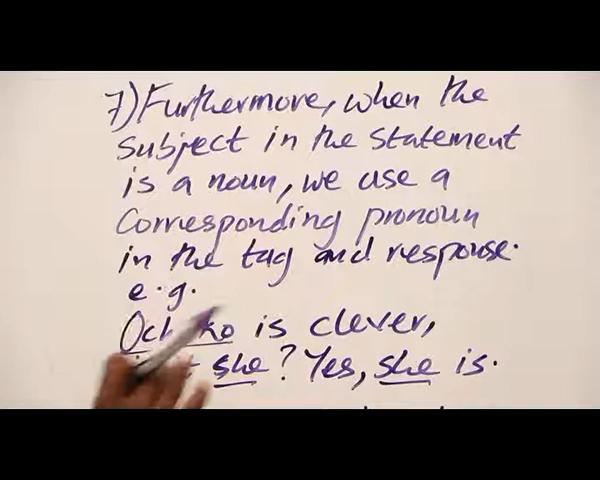 7) Furthermore, when the
subject in the statement
is a noun, we use a
corresponding pronoun
in the tag and response.
e.g.
is clever,
she? Yes, she is.